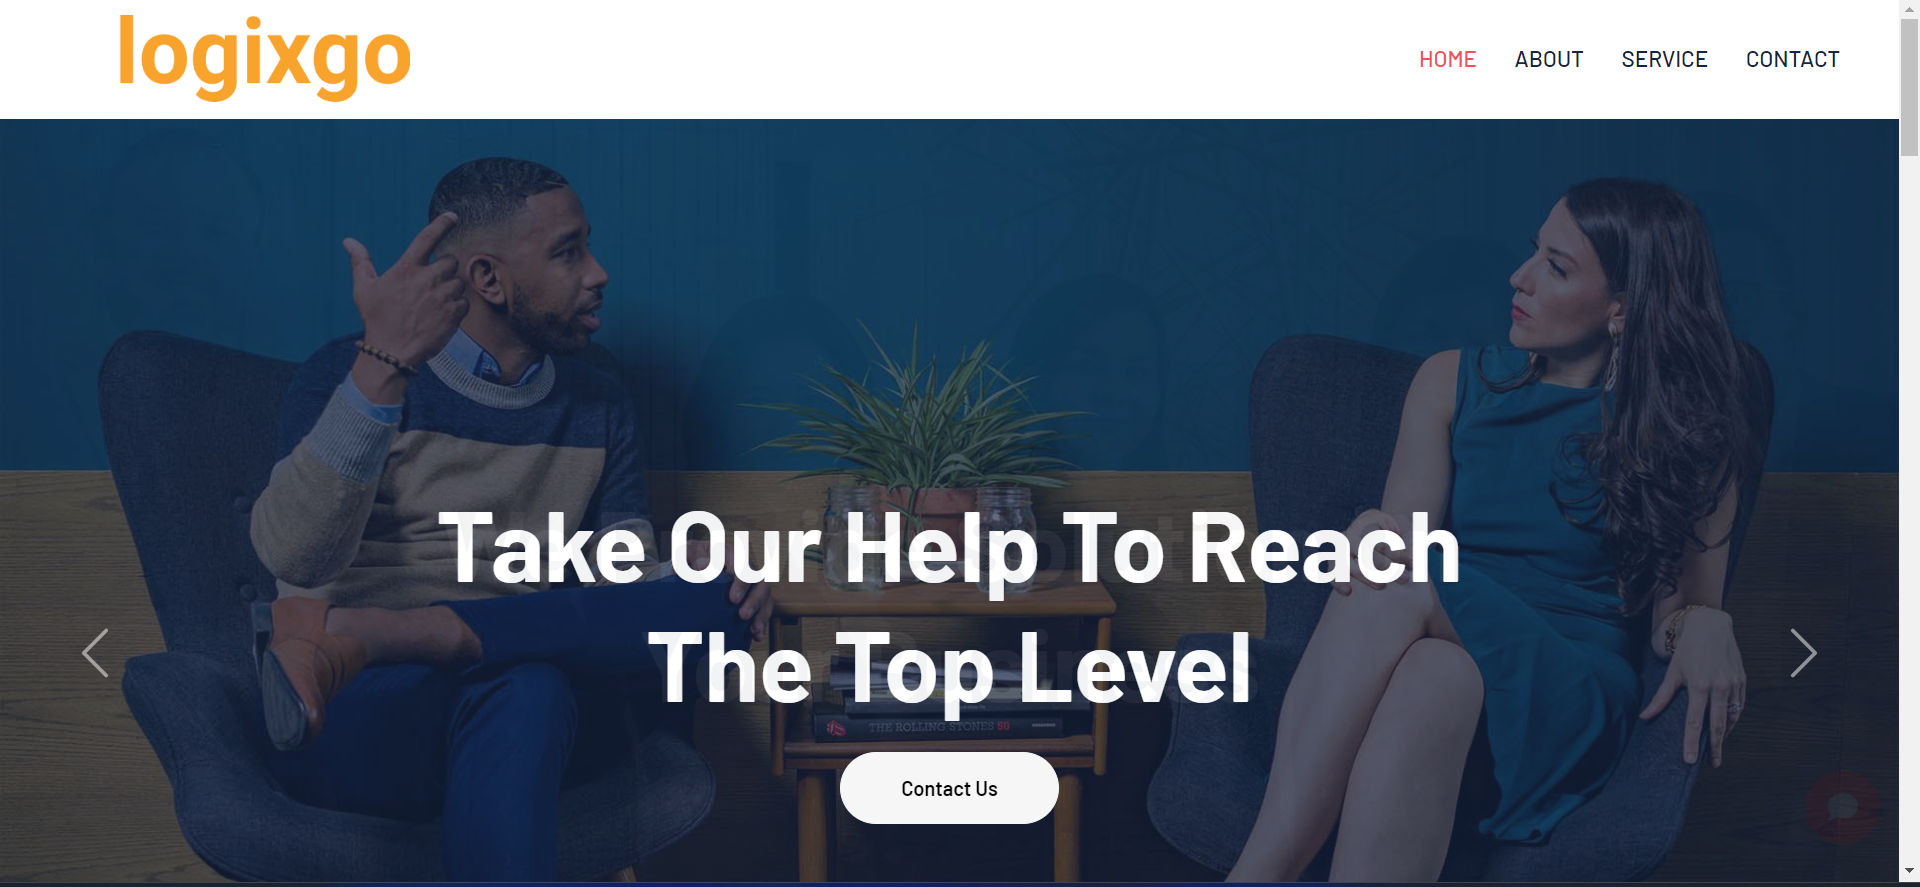 logixgo
HOME ABOUT SERVICE CONTACT
Take Our Help To Reach
The Top Level
THE ROLLING STONES 50
Contact Us